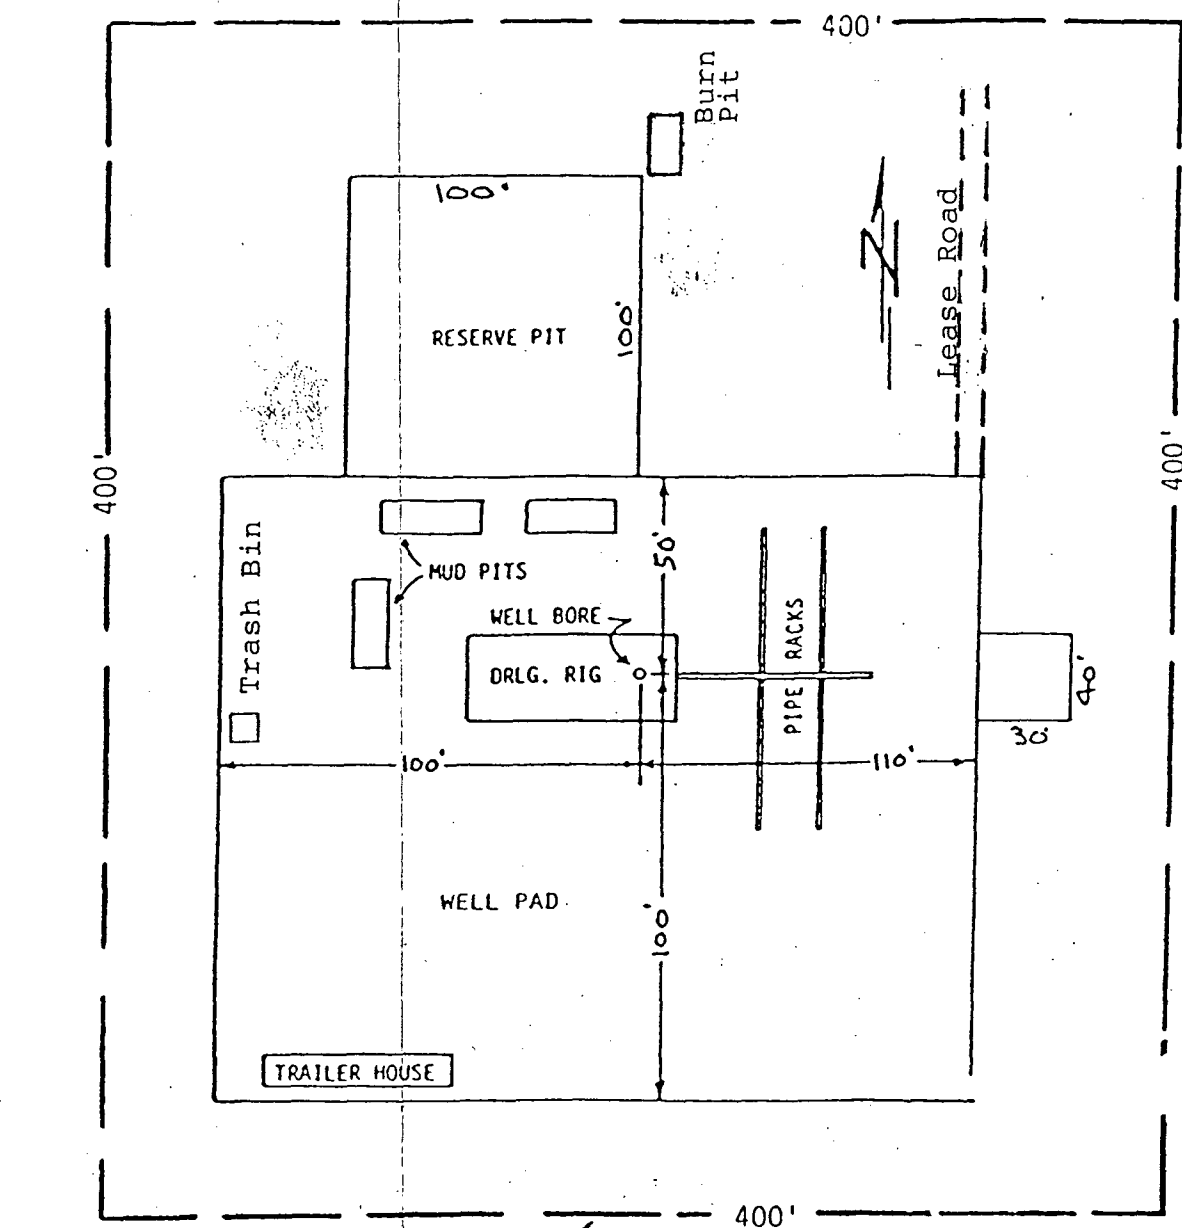 400'
Burn
Pit
100'
N
Lease Road
RESERVE PIT
100'
400'
400'
Trash Bin
50'
MUD PITS
WELL BORE
PIPE RACKS
DRLG. RIG
40'
30'
100'
110'
WELL PAD
100'
TRAILER HOUSE
400'